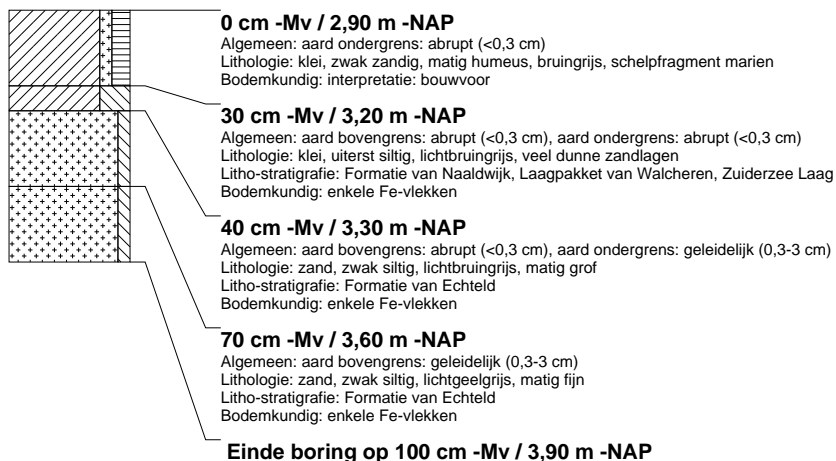 0 cm -Mv / 2,90 m -NAP
Algemeen: aard ondergrens: abrupt (<0,3 cm)
Lithologie: klei, zwak zandig, matig humeus, bruingrijs, schelpfragment marien
Bodemkundig: interpretatie: bouwvoor
30 cm -Mv / 3,20 m -NAP
Algemeen: aard bovengrens: abrupt (<0,3 cm), aard ondergrens: abrupt (<0,3 cm)
Lithologie: klei, uiterst siltig, lichtbruingrijs, veel dunne zandlagen
Litho-stratigrafie: Formatie van Naaldwijk, Laagpakket van Walcheren, Zuiderzee Laag
Bodemkundig: enkele Fe-vlekken
40 cm -Mv / 3,30 m -NAP
Algemeen: aard bovengrens: abrupt (<0,3 cm), aard ondergrens: geleidelijk (0,3-3 cm)
Lithologie: zand, zwak siltig, lichtbruingrijs, matig grof
Litho-stratigrafie: Formatie van Echteld
Bodemkundig: enkele Fe-vlekken
70 cm -Mv / 3,60 m -NAP
Algemeen: aard bovengrens: geleidelijk (0,3-3 cm)
Lithologie: zand, zwak siltig, lichtgeelgrijs, matig fijn
Litho-stratigrafie: Formatie van Echteld
Bodemkundig: enkele Fe-vlekken
Einde boring op 100 cm -Mv / 3,90 m -NAP